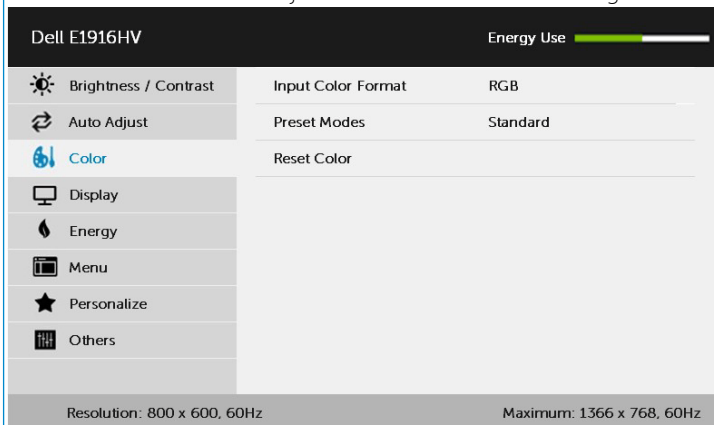 Dell E1916HV
Energy Use
Brightness / Contrast
Input Color Format RGB
Auto Adjust
Preset Modes Standard
Color
Reset Color
Display
Energy
Menu
Personalize
Others
Resolution: 800 x 600, 60Hz
Maximum: 1366 x 768, 60Hz